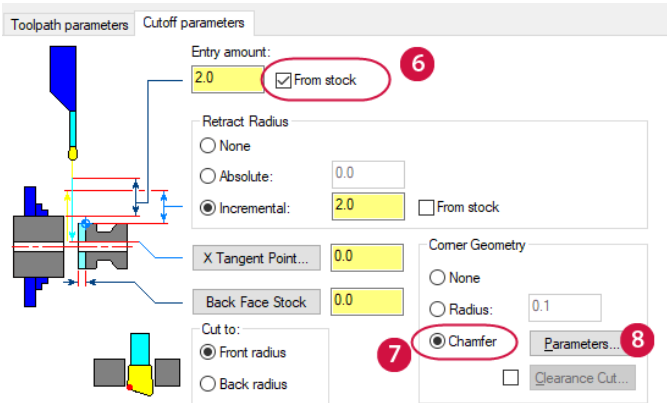 Toolpath parameters Cutoff parameters
Entry amount:
2.0 From stock 6
Retract Radius
None
Absolute: 0.0
Incremental: 2.0 From stock
X Tangent Point... 0.0
Back Face Stock 0.0
Cut to:
Front radius
Back radius
Corner Geometry
None
Radius: 0.1
7 Chamfer Parameters... 8
Clearance Cut...